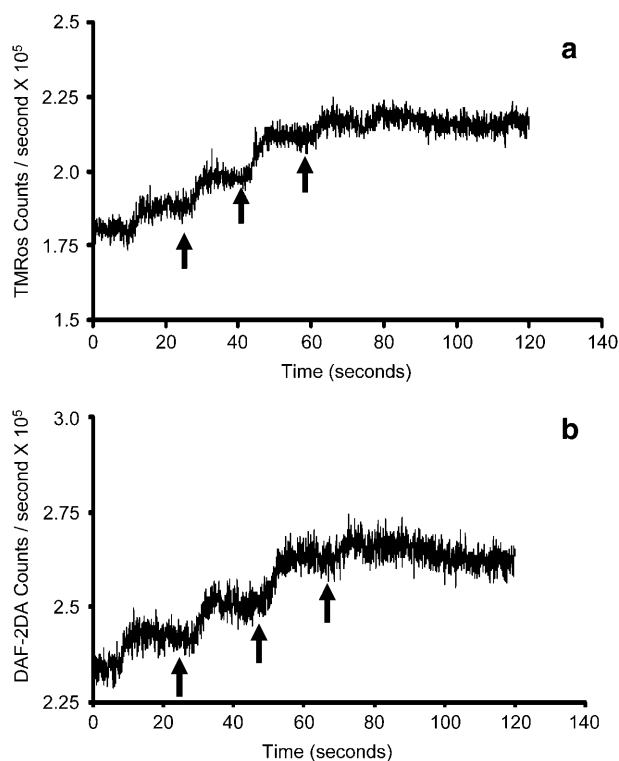 a
TMRos Counts / second X 10⁵
2.5
2.25
2.0
1.75
1.5
0 20 40 60 80 100 120 140
Time (seconds)
b
DAF-2DA Counts / second X 10⁵
3.0
2.75
2.5
2.25
0 20 40 60 80 100 120 140
Time (seconds)